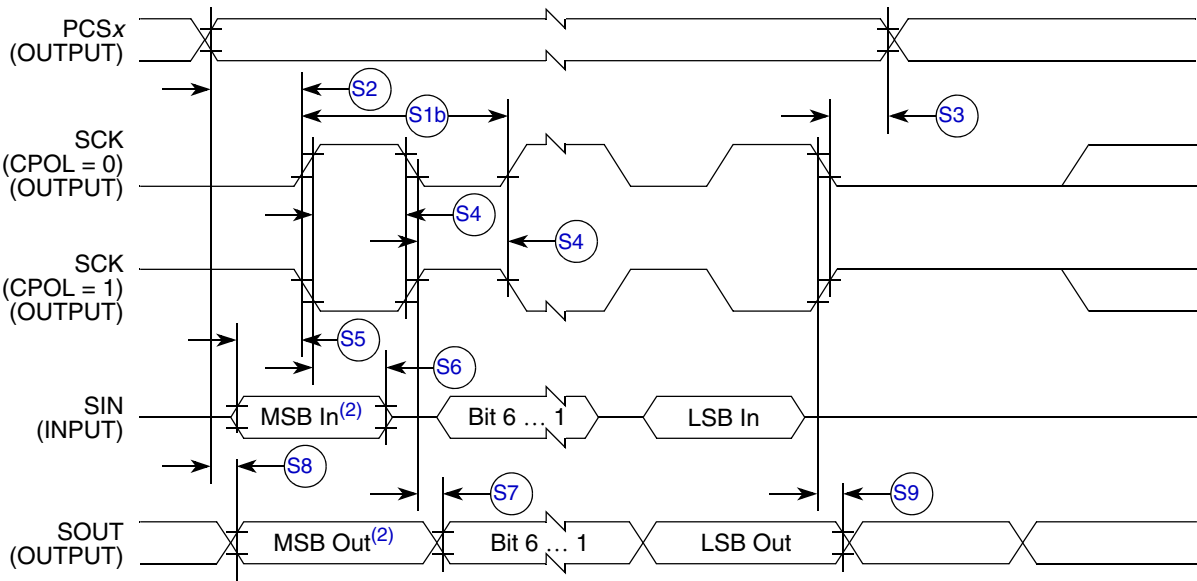 PCSx
(OUTPUT)
S2
S1b
S3
SCK
(CPOL = 0)
(OUTPUT)
S4
S4
SCK
(CPOL = 1)
(OUTPUT)
S5
S6
SIN
(INPUT)
MSB In(2)
Bit 6 … 1
LSB In
S8
S7
S9
SOUT
(OUTPUT)
MSB Out(2)
Bit 6 … 1
LSB Out